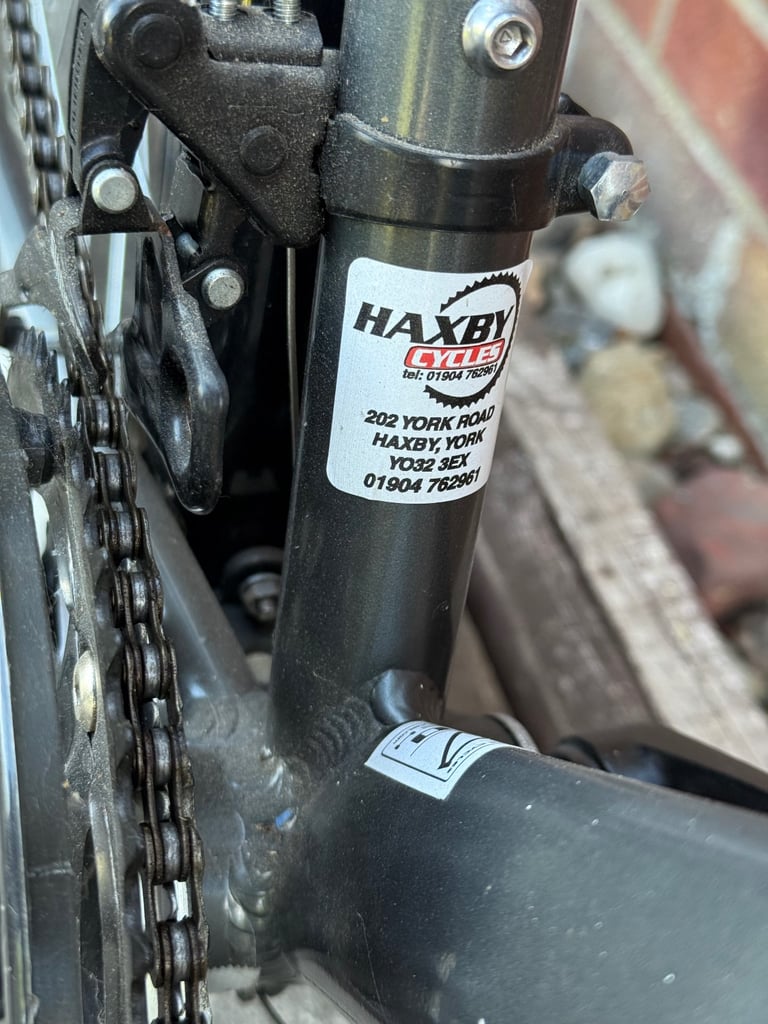 HAXBY
CYCLES
tel: 01904 762961
202 YORK ROAD
HAXBY, YORK
YO32 3EX
01904 762961